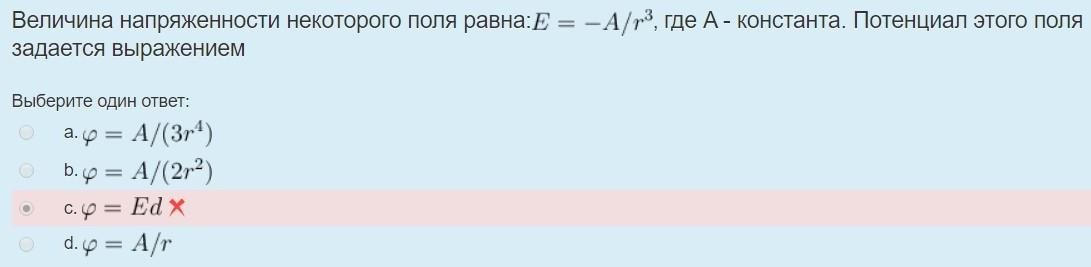 Величина напряженности некоторого поля равна:E = −A/r³, где А - константа. Потенциал этого поля
задается выражением
Выберите один ответ:
a. φ = A/(3r⁴)
b. φ = A/(2r²)
c. φ = Ed
d. φ = A/r